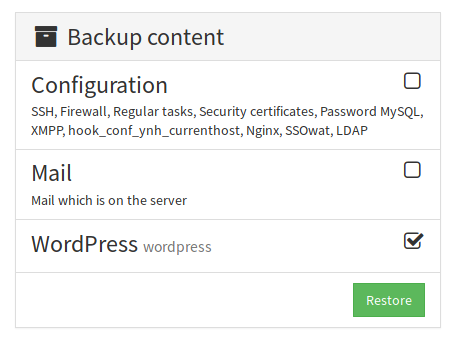 Backup content
Configuration
SSH, Firewall, Regular tasks, Security certificates, Password MySQL,
XMPP, hook_conf_ynh_currenthost, Nginx, SSOwat, LDAP
Mail
Mail which is on the server
WordPress wordpress
Restore